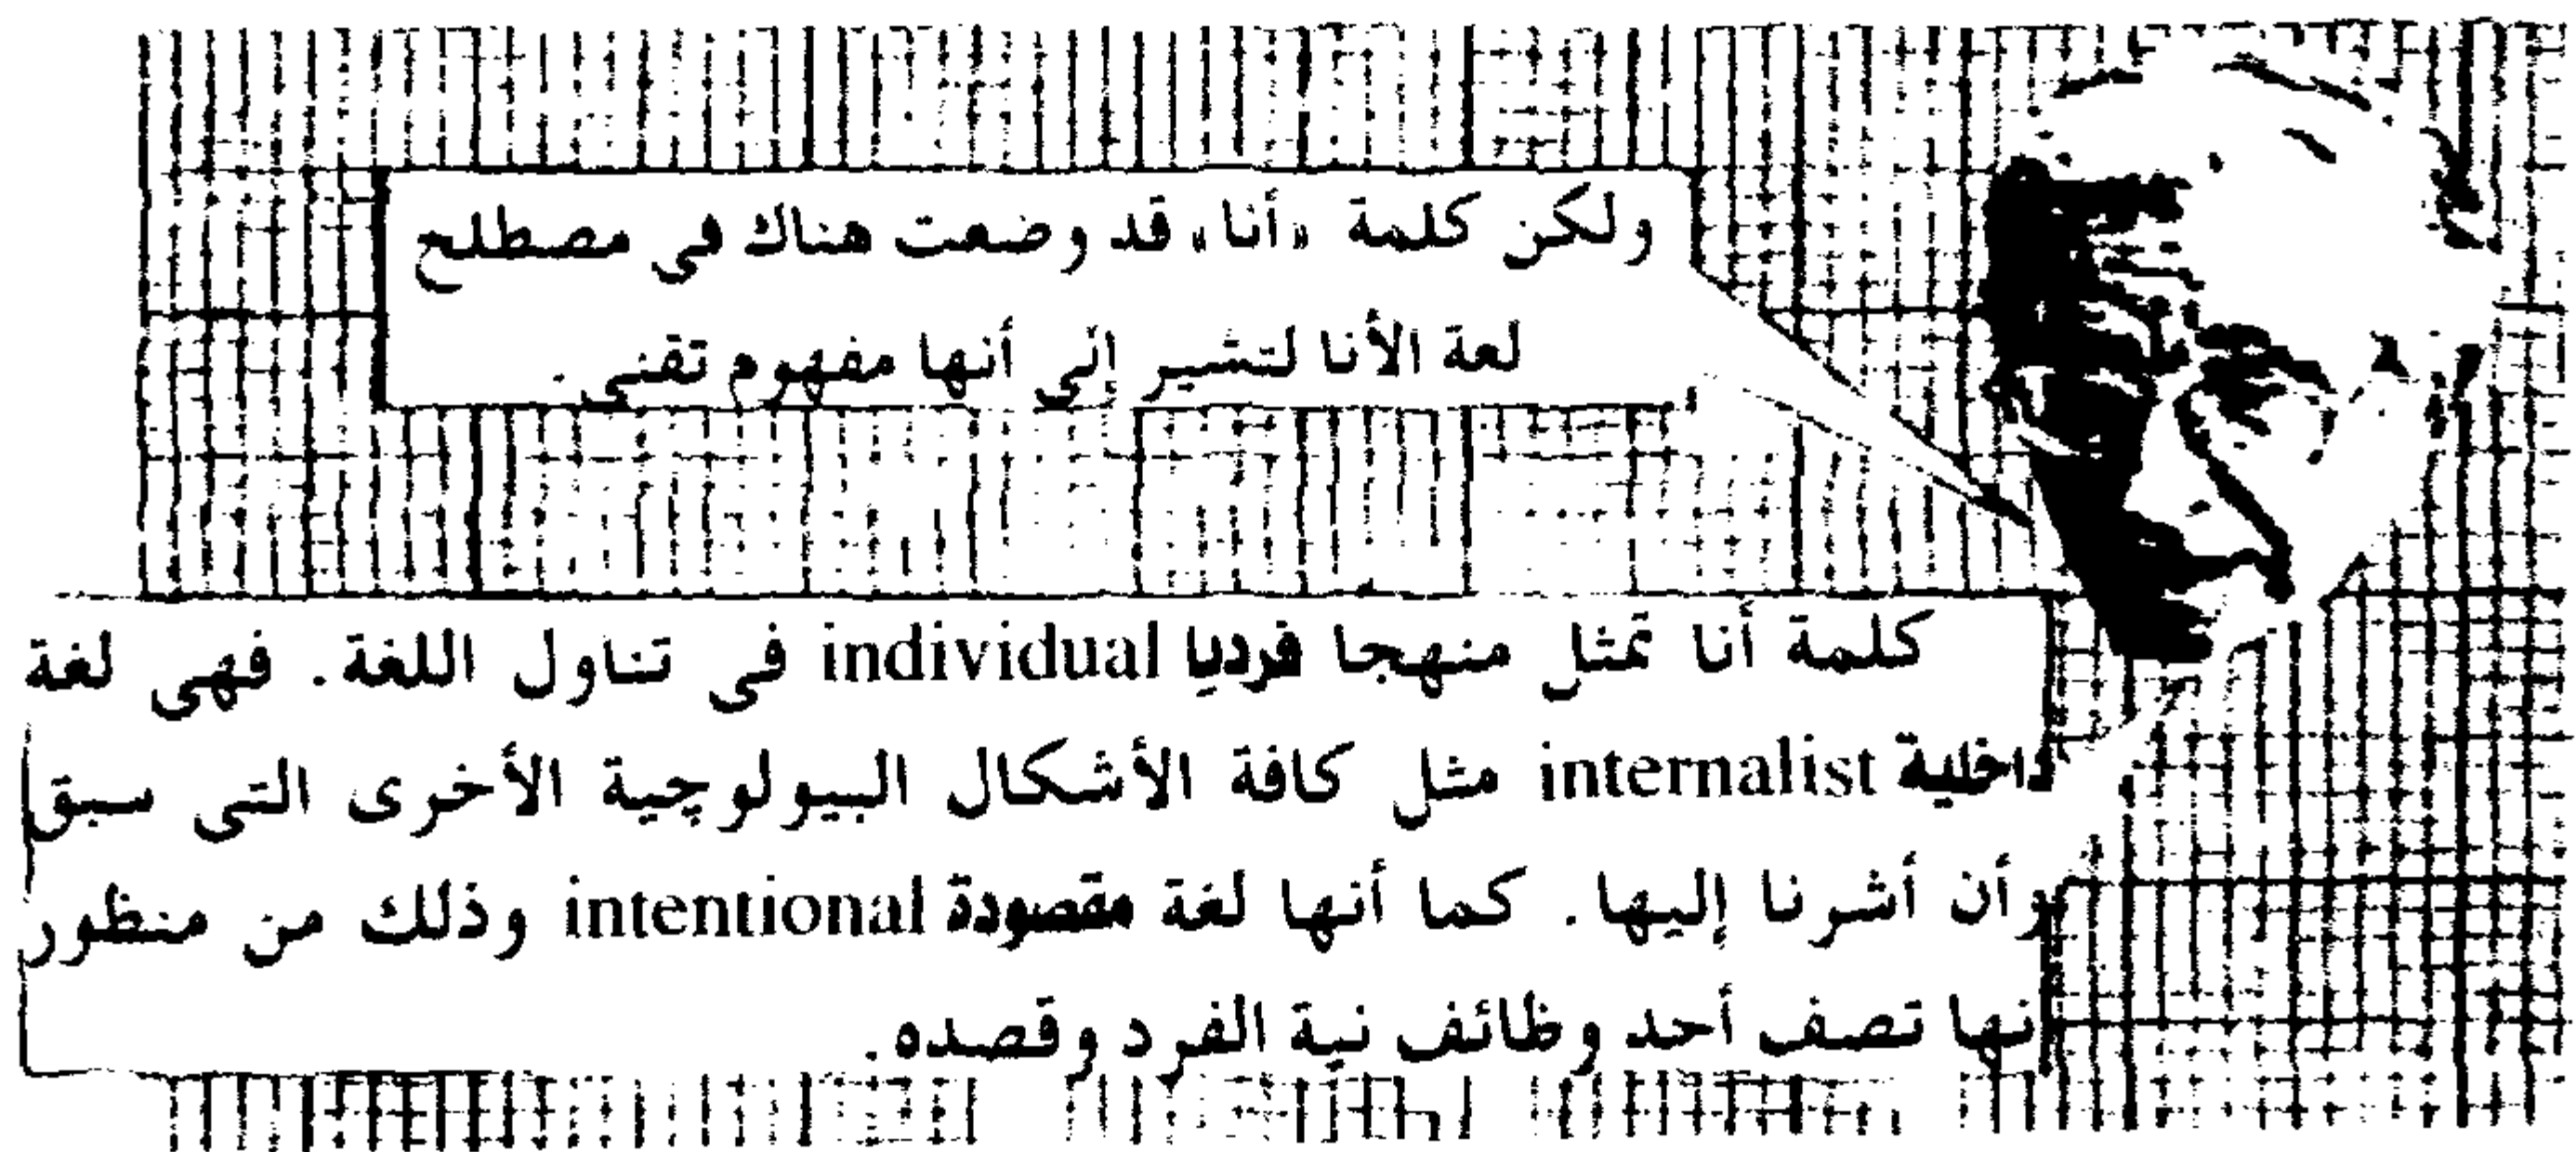 ولكن كلمة «أنا» قد وضعت هناك في مصطلح
لعة الأنا لتشير إلى أنها مفهوم تقنى.
كلمة أنا تمثل منهجا فرديا individual فى تناول اللغة. فهى لغة
داخلية internalist مثل كافة الأشكال البيولوچية الأخرى التى سبق
وأن أشرنا إليها. كما أنها لغة مقصودة intentional وذلك من منظور
أنها تصف أحد وظائف نية الفرد وقصده.